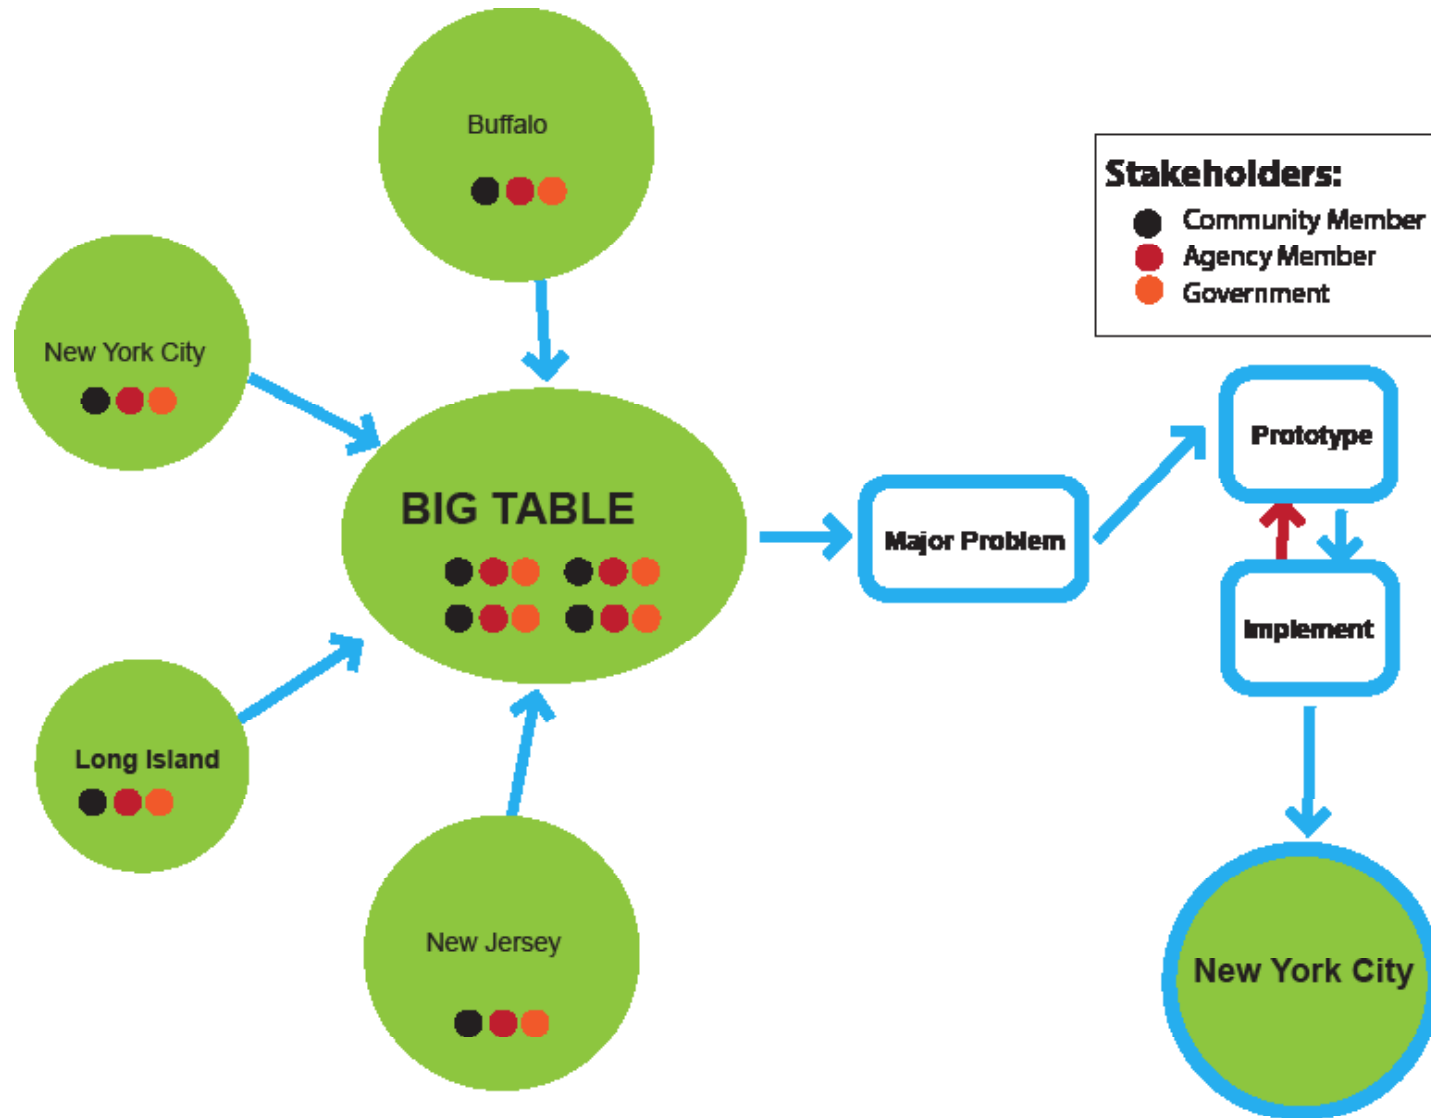 Buffalo
Stakeholders:
Community Member
Agency Member
Government
New York City
BIG TABLE
Prototype
Major Problem
Implement
Long Island
New Jersey
New York City